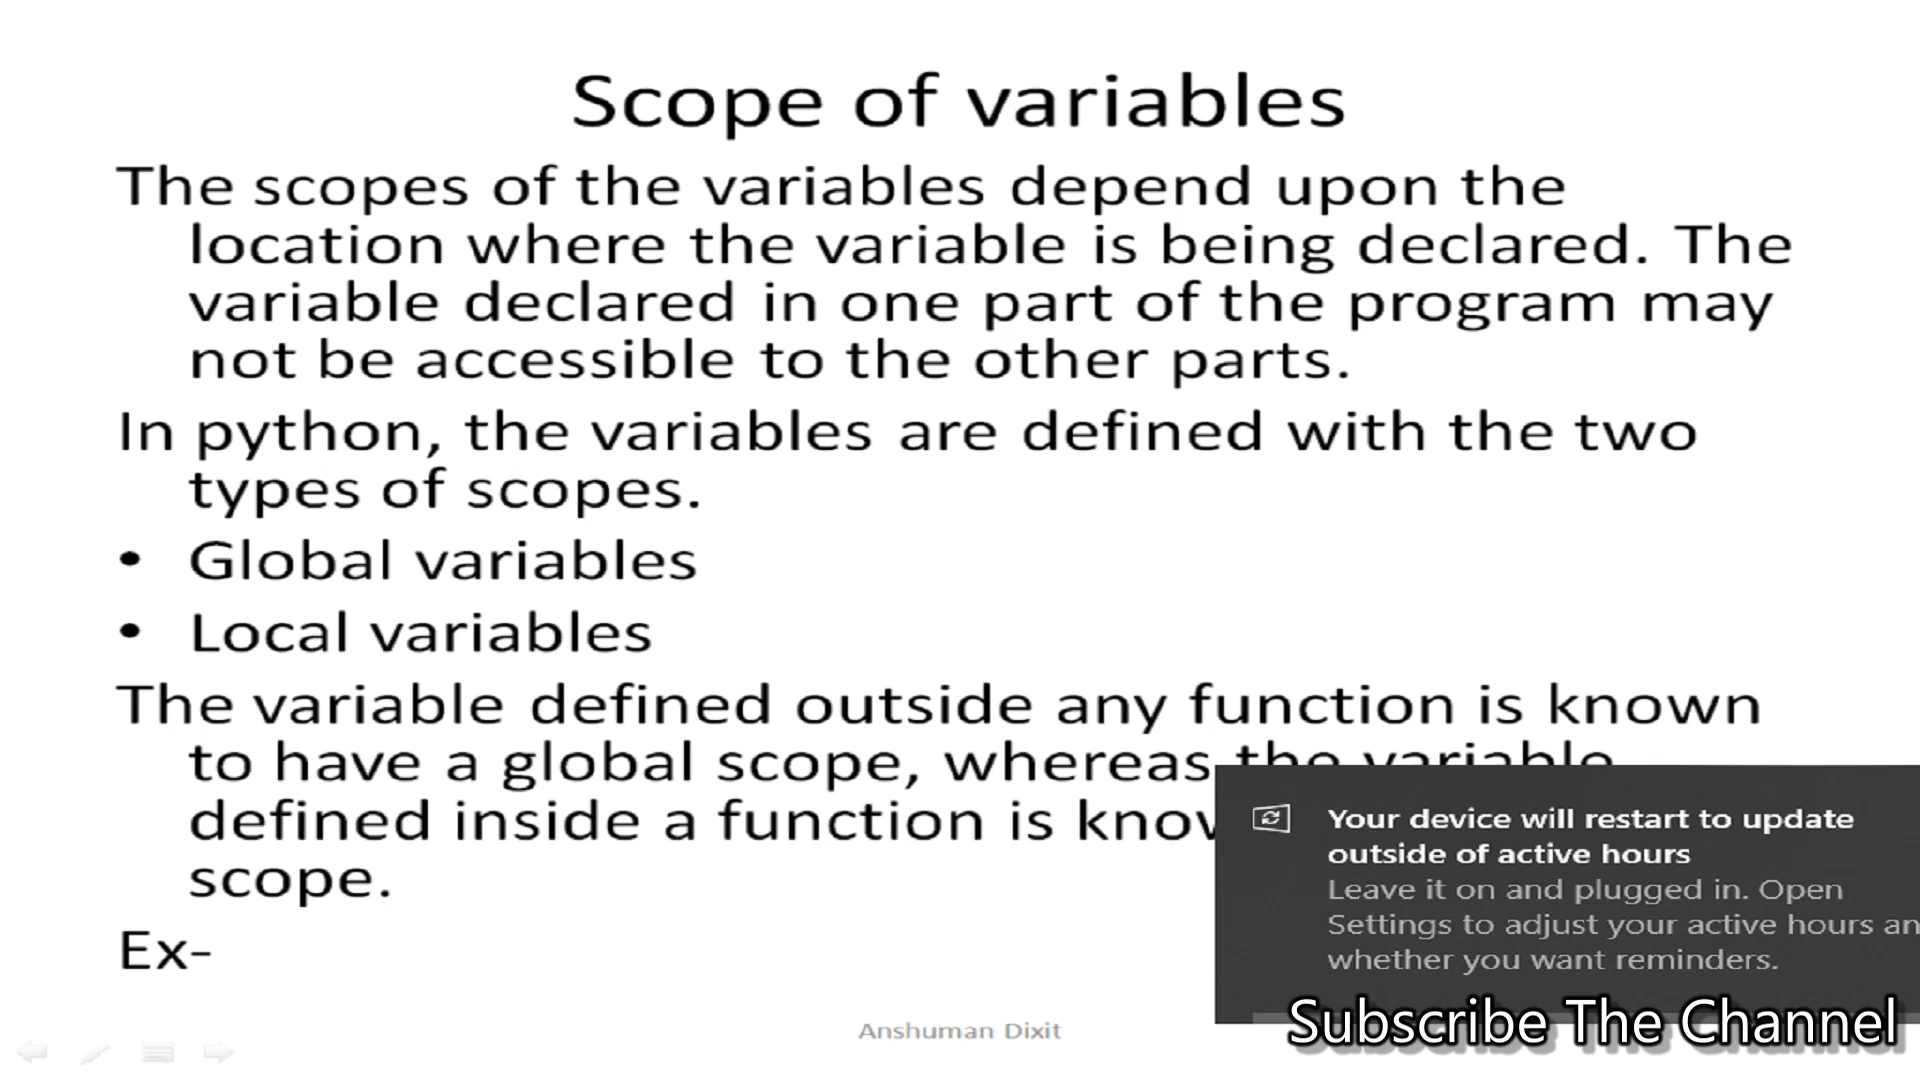 Scope of variables
The scopes of the variables depend upon the
location where the variable is being declared. The
variable declared in one part of the program may
not be accessible to the other parts.
In python, the variables are defined with the two
types of scopes.
• Global variables
• Local variables
The variable defined outside any function is known
to have a global scope, whereas the variable
defined inside a function is
scope.
Ex-
Your device will restart to update
outside of active hours
Leave it on and plugged in. Open
Settings to adjust your active hours
whether you want reminders.
Subscribe The Channel
Anshuman Dixit